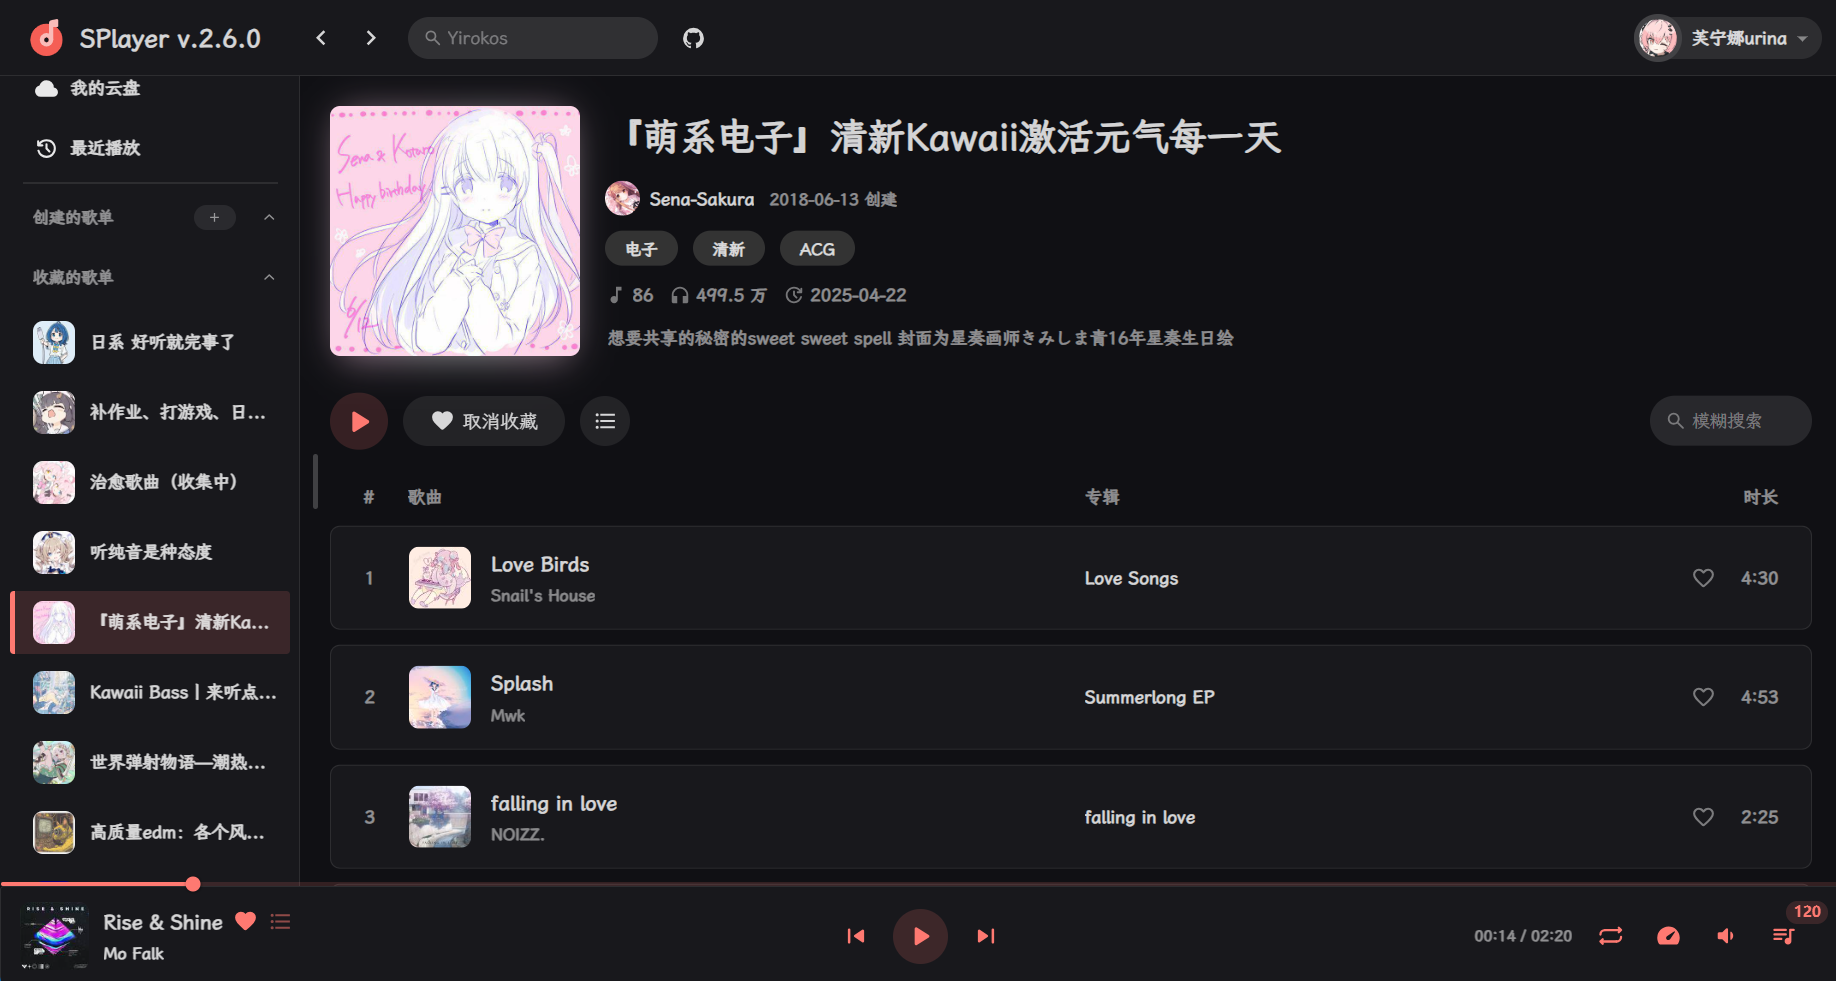 SPlayer v.2.6.0
Yirokos
芙宁娜urina
我的云盘
最近播放
创建的歌单
+
收藏的歌单
日系 好听就完事了
补作业、打游戏、日...
治愈歌曲（收集中）
听纯音是种态度
『萌系电子』清新Ka...
Kawaii Bass | 来听点...
世界弹射物语—潮热...
高质量edm：各个风...
Sena & Kotaro
Happy birthday
6/12
『萌系电子』清新Kawaii激活元气每一天
Sena-Sakura 2018-06-13 创建
电子 清新 ACG
86 499.5 万 2025-04-22
想要共享的秘密的sweet sweet spell 封面为星奏画师きみしま青16年星奏生日绘
取消收藏
模糊搜索
# 歌曲 专辑 时长
1 Love Birds Love Songs 4:30
Snail's House
2 Splash Summerlong EP 4:53
Mwk
3 falling in love falling in love 2:25
NOIZZ.
RISE & SHINE
Rise & Shine
Mo Falk
00:14 / 02:20
120